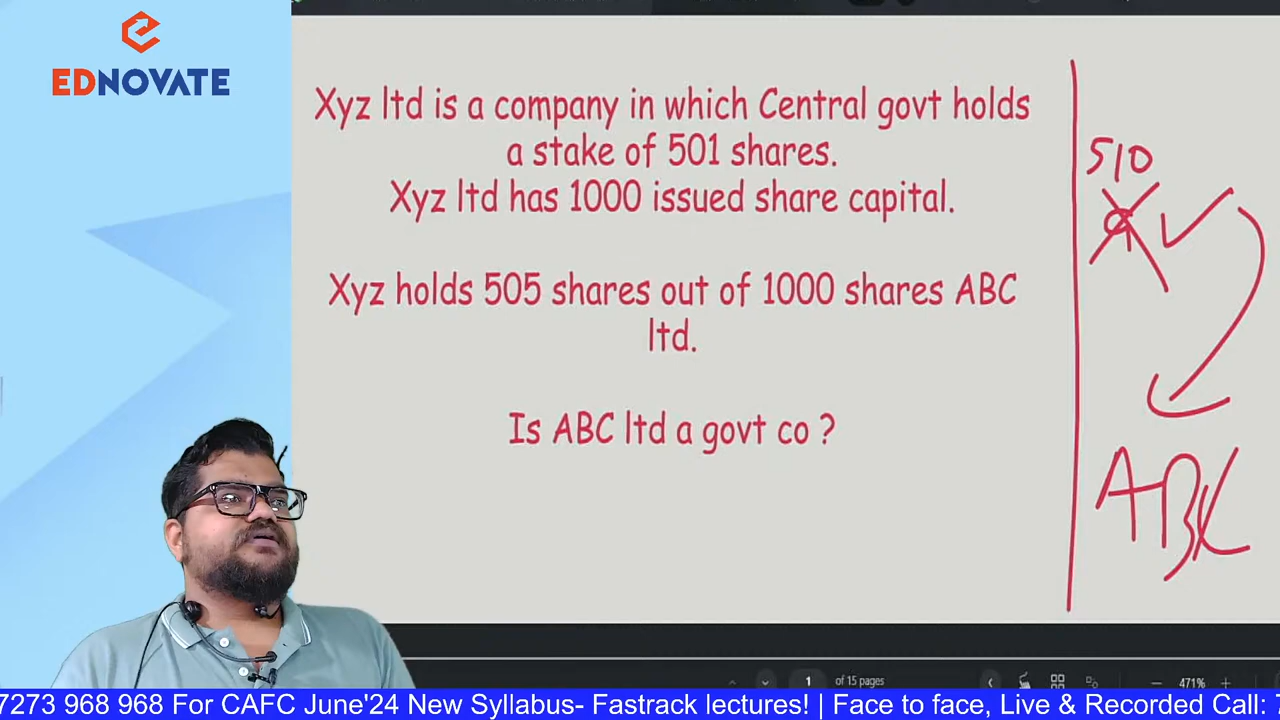 EDNOVATE
Xyz ltd is a company in which Central govt holds
a stake of 501 shares.
Xyz ltd has 1000 issued share capital.
Xyz holds 505 shares out of 1000 shares ABC
ltd.
Is ABC ltd a govt co ?
510
ABC
1 of 15 pages
471%
7273 968 968 For CAFC June'24 New Syllabus- Fastrack lectures! | Face to face, Live & Recorded Call: